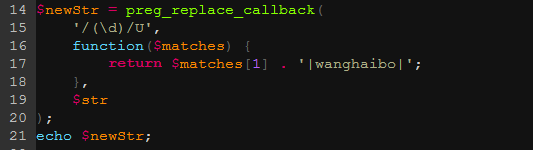 14 $newStr = preg_replace_callback(
15     '/(\d)/U',
16     function($matches) {
17         return $matches[1] . '|wanghaibo|';
18     },
19     $str
20 );
21 echo $newStr;